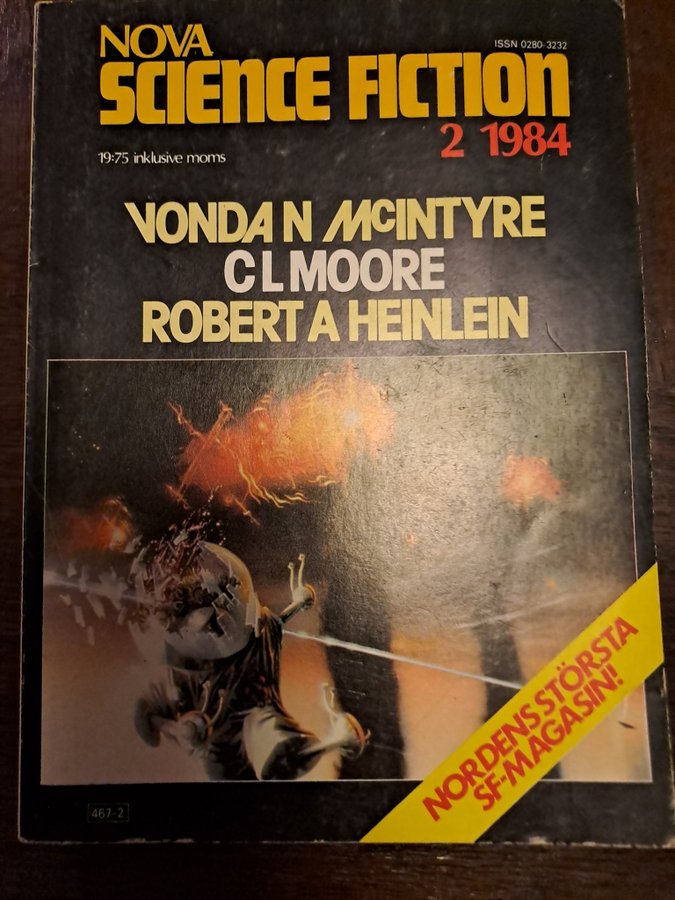 NOVA
ISSN 0280-3232
SCIENCE FICTION
2 1984
19:75 inklusive moms
VONDA N McINTYRE
C L MOORE
ROBERT A HEINLEIN
NORDENS STÖRSTA
SF-MAGASIN!
467-2